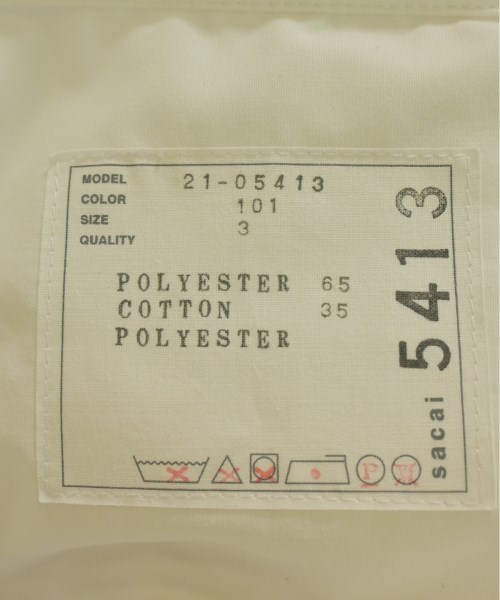 MODEL 21-05413
COLOR 101
SIZE 3
QUALITY
POLYESTER 65
COTTON 35
POLYESTER
P
W
sacai 5413